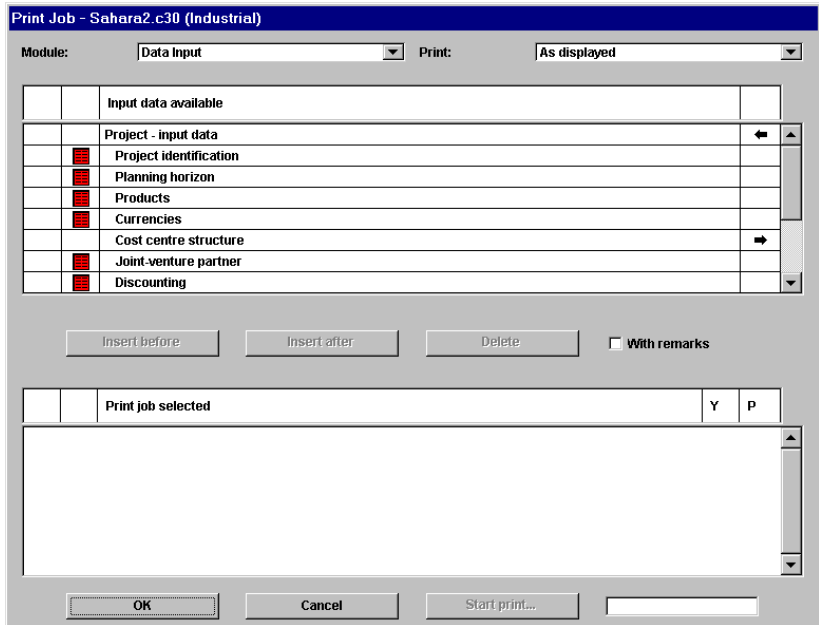 Print Job - Sahara2.c30 (Industrial)
Module: Data Input Print: As displayed
Input data available
Project - input data
Project identification
Planning horizon
Products
Currencies
Cost centre structure
Joint-venture partner
Discounting
Insert before Insert after Delete With remarks
Print job selected Y P
OK Cancel Start print...